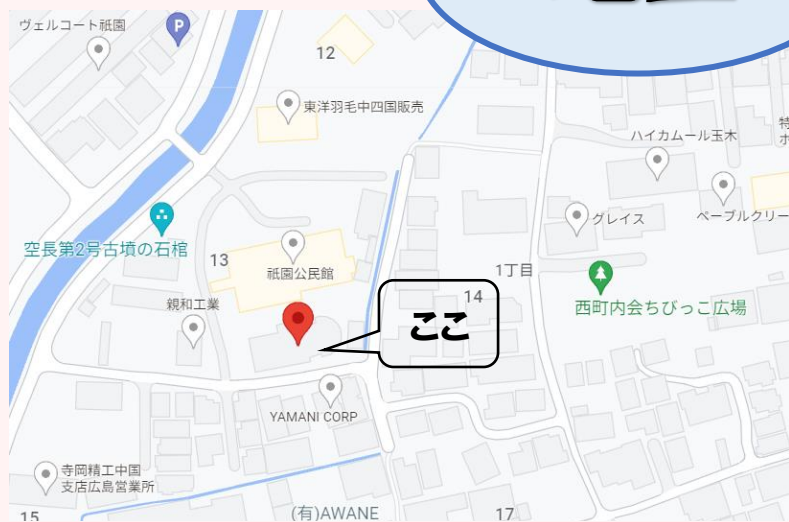 ヴェルコート祇園
P
12
東洋羽毛中四国販売
ハイカムール玉木
グレイス
ペーブルクリー
空長第2号古墳の石棺
13
祇園公民館
1丁目
14
西町内会ちびっこ広場
親和工業
ここ
YAMANI CORP
寺岡精工中国
支店広島営業所
(有)AWANE
17
15